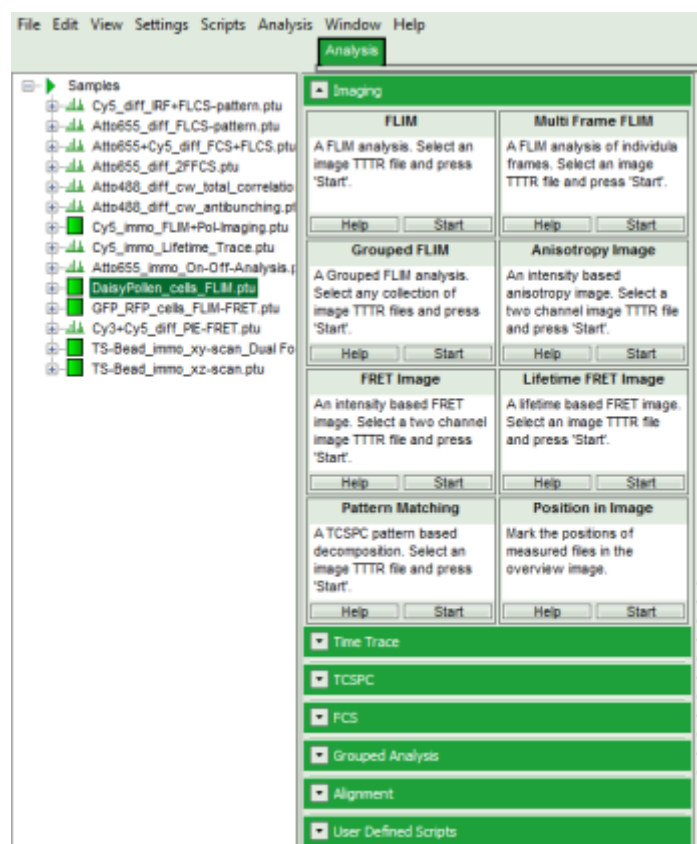 File Edit View Settings Scripts Analysis Window Help
Analysis
Samples
Cy5_diff_IRF+FLCS-pattern.ptu
Atto655_diff_FLCS-pattern.ptu
Atto655+Cy5_diff_FCS+FLCS.ptu
Atto655_diff_2FFCS.ptu
Atto488_diff_cw_total_correlatio
Atto488_diff_cw_antibunching.pt
Cy5_immo_FLIM+Pol-Imaging.ptu
Cy5_immo_Lifetime_Trace.ptu
Atto655_immo_On-Off-Analysis.p
DaisyPollen_cells_FLIM.ptu
GFP_RFP_cells_FLIM-FRET.ptu
Cy3+Cy5_diff_PIE-FRET.ptu
TS-Bead_immo_xy-scan_Dual Fo
TS-Bead_immo_xz-scan.ptu
Imaging
FLIM
A FLIM analysis. Select an
image TTTR file and press
'Start'.
Help Start
Multi Frame FLIM
A FLIM analysis of individula
frames. Select an image
TTTR file and press 'Start'.
Help Start
Grouped FLIM
A Grouped FLIM analysis.
Select any collection of
image TTTR files and press
'Start'.
Help Start
Anisotropy Image
An intensity based
anisotropy image. Select a
two channel image TTTR file
and press 'Start'.
Help Start
FRET Image
An intensity based FRET
image. Select a two channel
image TTTR file and press
'Start'.
Help Start
Lifetime FRET Image
A lifetime based FRET image.
Select an image TTTR file
and press 'Start'.
Help Start
Pattern Matching
A TCSPC pattern based
decomposition. Select an
image TTTR file and press
'Start'.
Help Start
Position in Image
Mark the positions of
measured files in the
overview image.
Help Start
Time Trace
TCSPC
FCS
Grouped Analysis
Alignment
User Defined Scripts